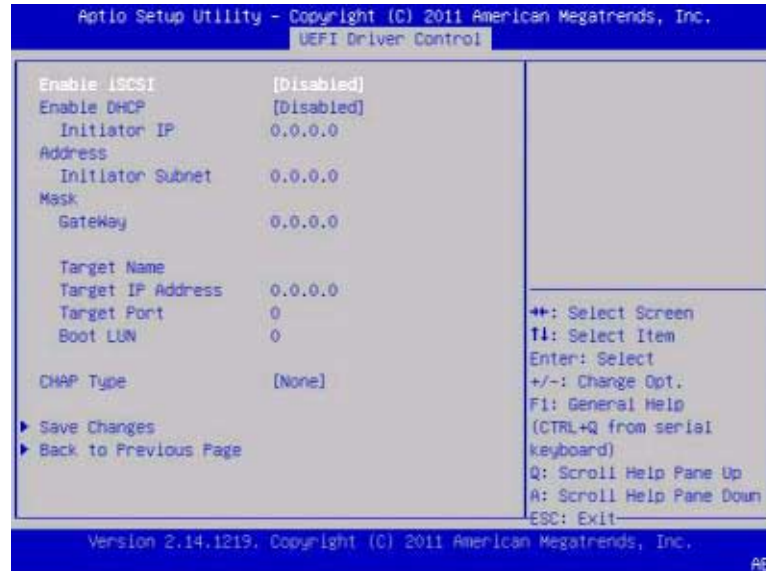 Aptio Setup Utility - Copyright (C) 2011 American Megatrends, Inc.
UEFI Driver Control
Enable iSCSI [Disabled]
Enable DHCP [Disabled]
Initiator IP 0.0.0.0
Address
Initiator Subnet 0.0.0.0
Mask
GateWay 0.0.0.0
Target Name
Target IP Address 0.0.0.0
Target Port 0
Boot LUN 0
CHAP Type [None]
Save Changes
Back to Previous Page
→←: Select Screen
↑↓: Select Item
Enter: Select
+/-: Change Opt.
F1: General Help
(CTRL+Q from serial
keyboard)
Q: Scroll Help Pane Up
A: Scroll Help Pane Down
ESC: Exit
Version 2.14.1219. Copyright (C) 2011 American Megatrends, Inc.
AB